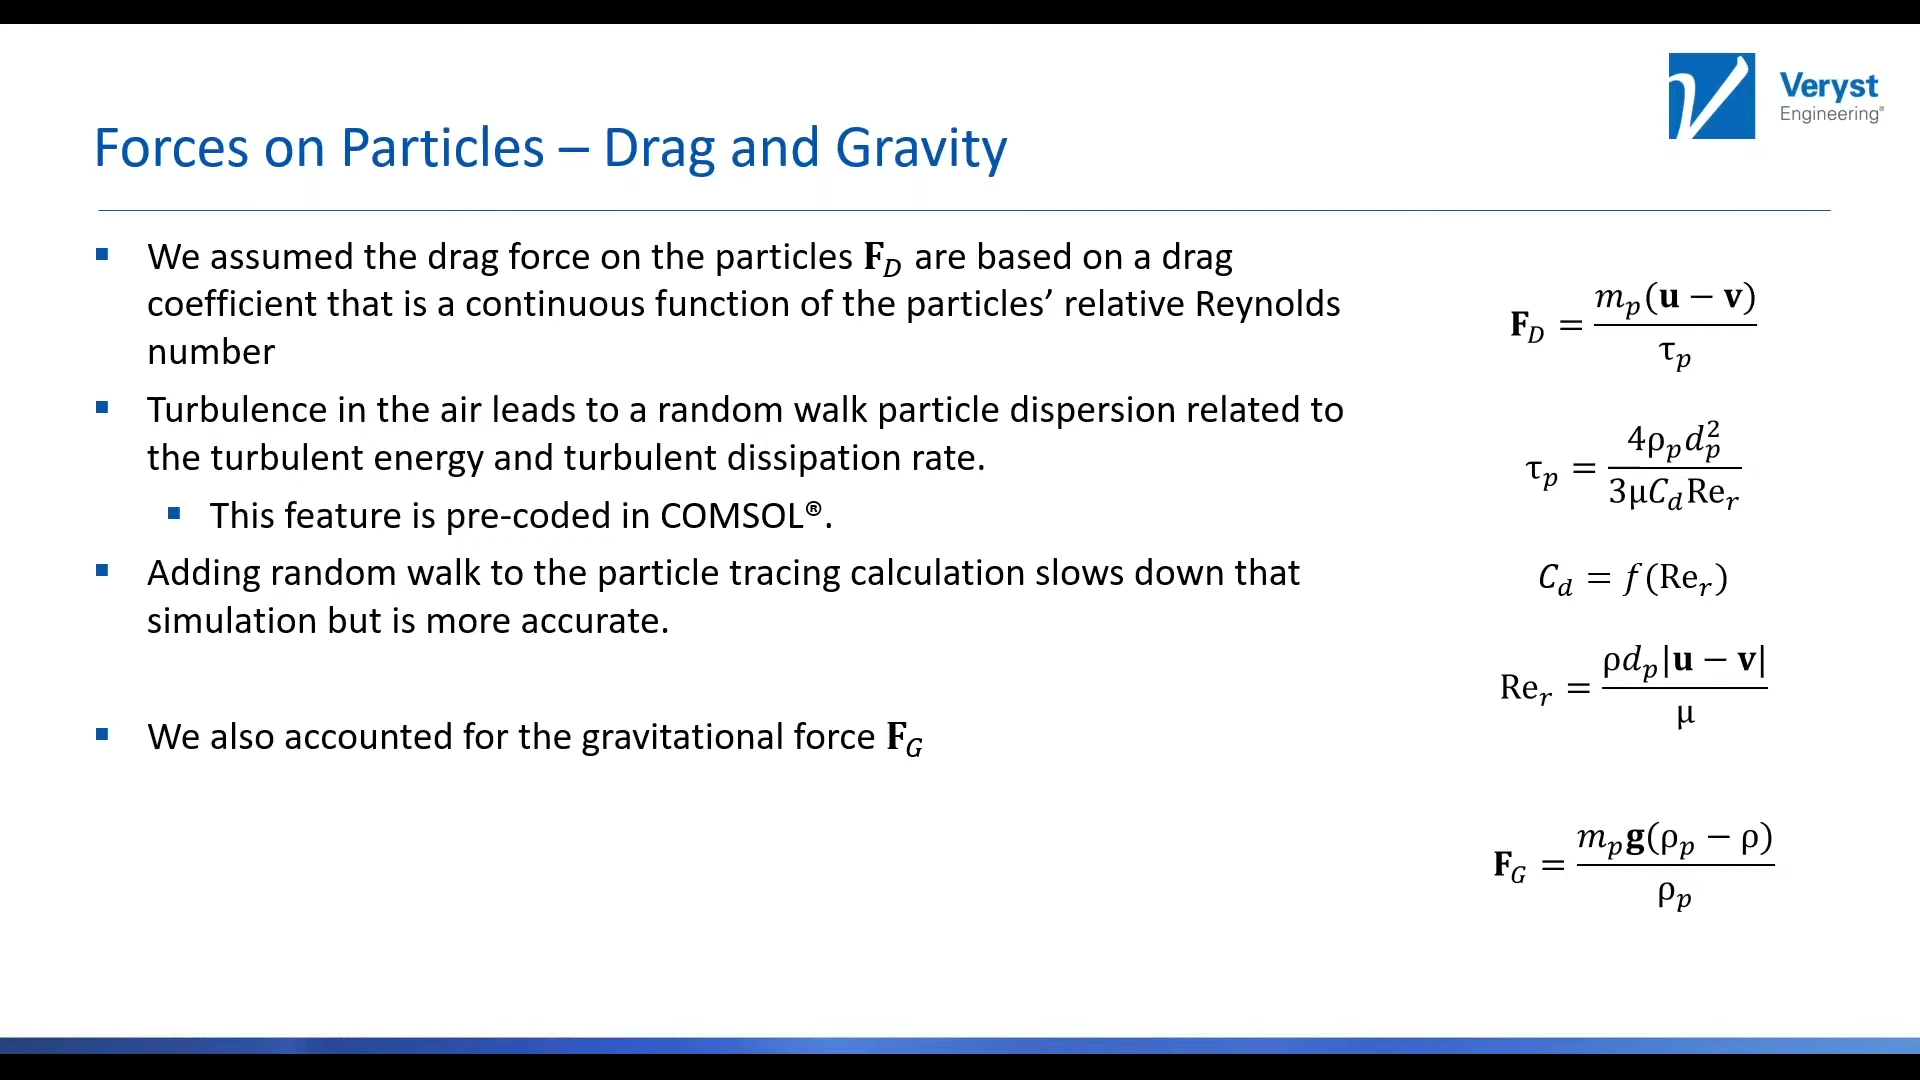 Veryst
Engineering®
Forces on Particles – Drag and Gravity
▪ We assumed the drag force on the particles 𝐅_D are based on a drag
coefficient that is a continuous function of the particles’ relative Reynolds
number
▪ Turbulence in the air leads to a random walk particle dispersion related to
the turbulent energy and turbulent dissipation rate.
▪ This feature is pre-coded in COMSOL®.
▪ Adding random walk to the particle tracing calculation slows down that
simulation but is more accurate.
▪ We also accounted for the gravitational force 𝐅_G
𝐅_D = m_p(𝐮 − 𝐯) / τ_p
τ_p = 4ρ_p d_p^2 / 3μC_d Re_r
C_d = f(Re_r)
Re_r = ρd_p|𝐮 − 𝐯| / μ
𝐅_G = m_p 𝐠(ρ_p − ρ) / ρ_p